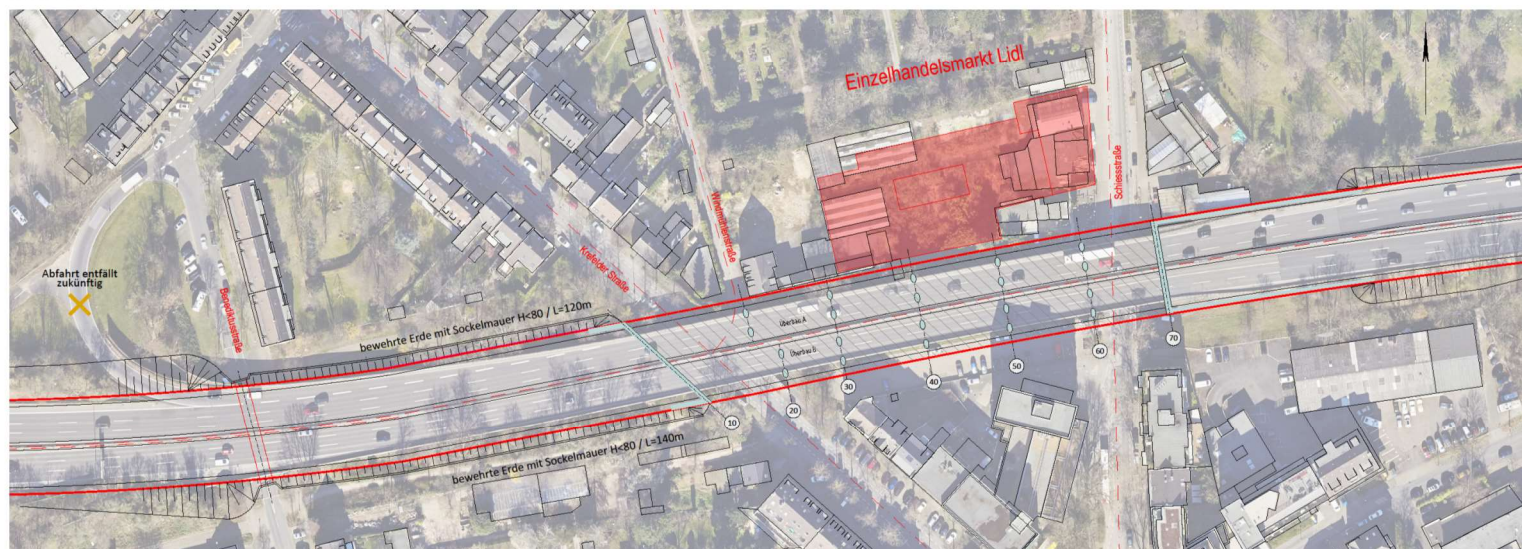 Einzelhandelsmarkt Lidl
Schiessstraße
Windmühlenstraße
Krefelder Straße
Abfahrt entfällt
zukünftig
Benediktusstraße
bewehrte Erde mit Sockelmauer H<80 / L=120m
Überbau A
Überbau B
bewehrte Erde mit Sockelmauer H<80 / L=140m
10
20
30
40
50
60
70